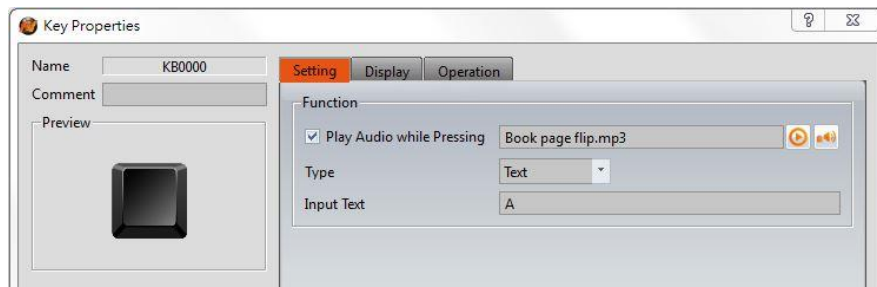 Key Properties
Name KB0000
Comment
Preview
Setting Display Operation
Function
Play Audio while Pressing Book page flip.mp3
Type Text
Input Text A